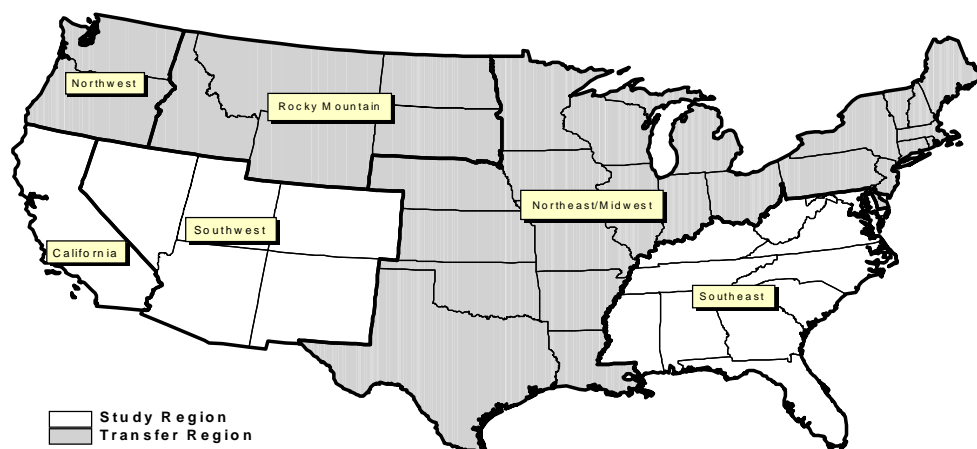 Northwest
Rocky Mountain
Northeast/Midwest
Southwest
California
Southeast
Study Region
Transfer Region